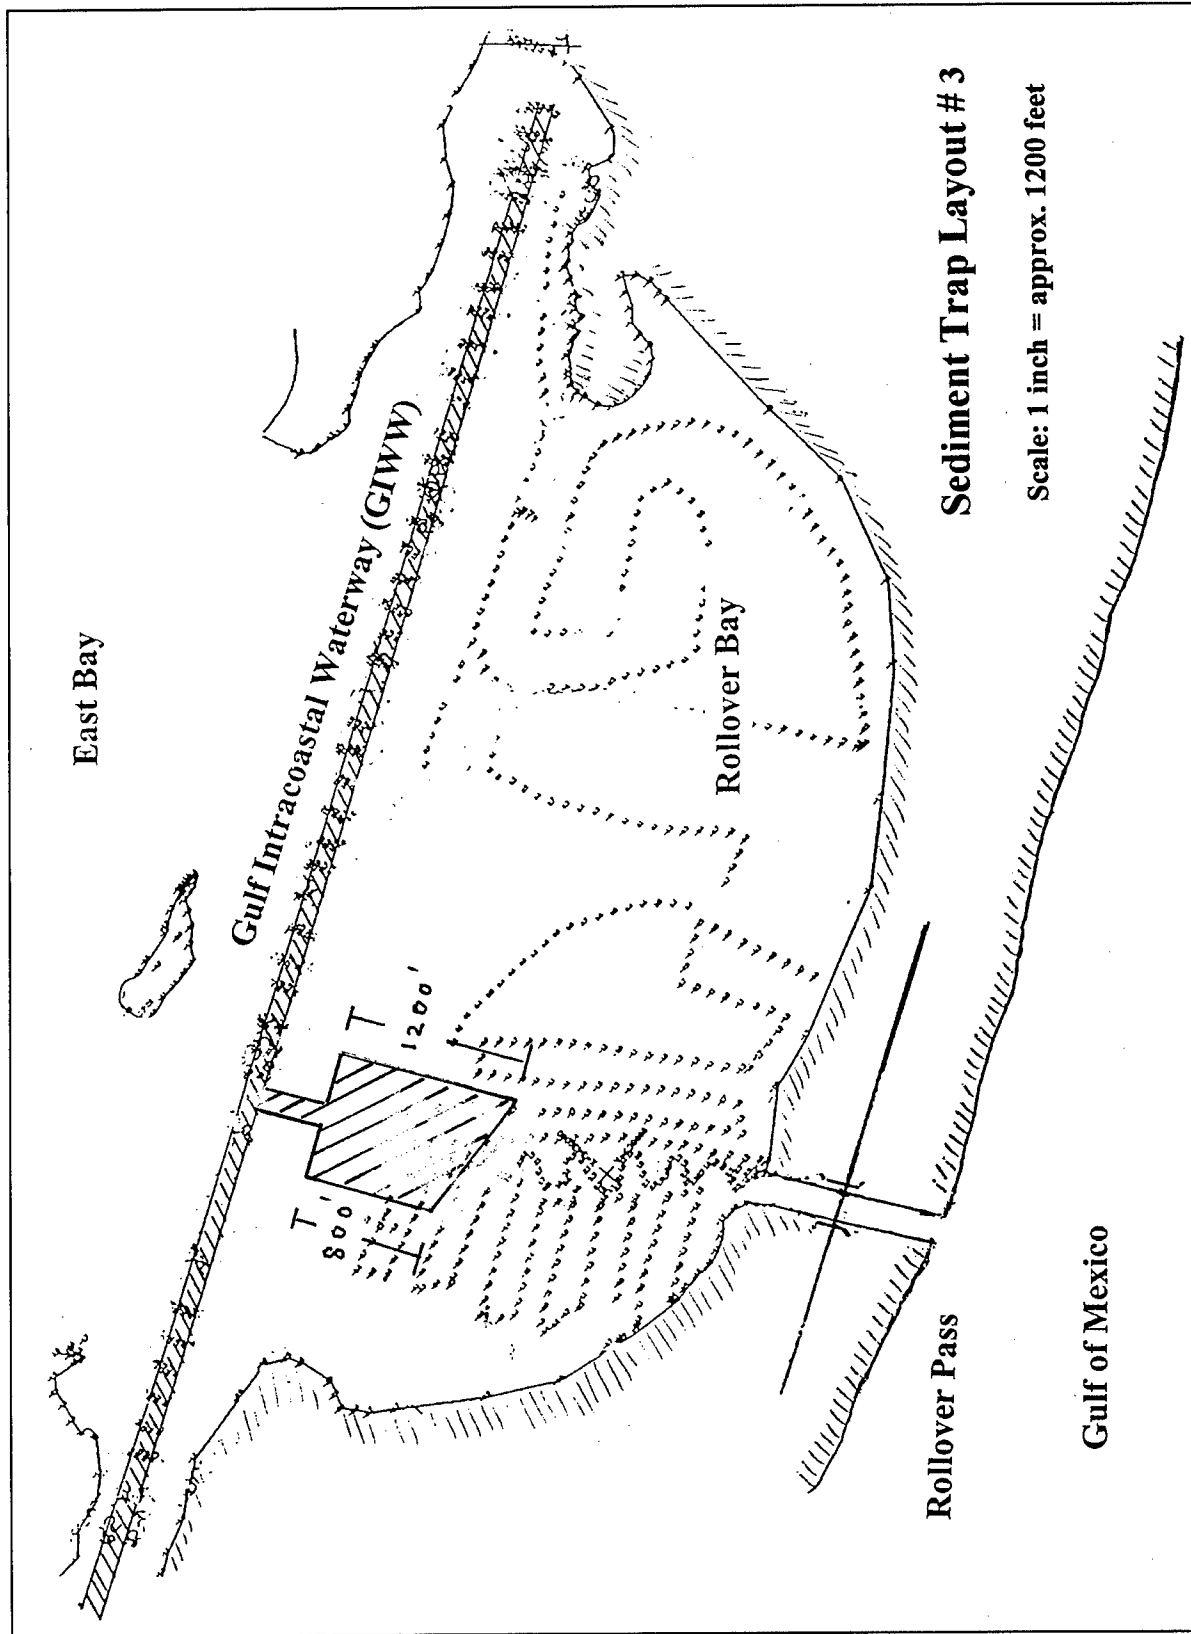 East Bay
Gulf Intracoastal Waterway (GIWW)
800'
1200'
Rollover Bay
Sediment Trap Layout # 3
Scale: 1 inch = approx. 1200 feet
Rollover Pass
Gulf of Mexico